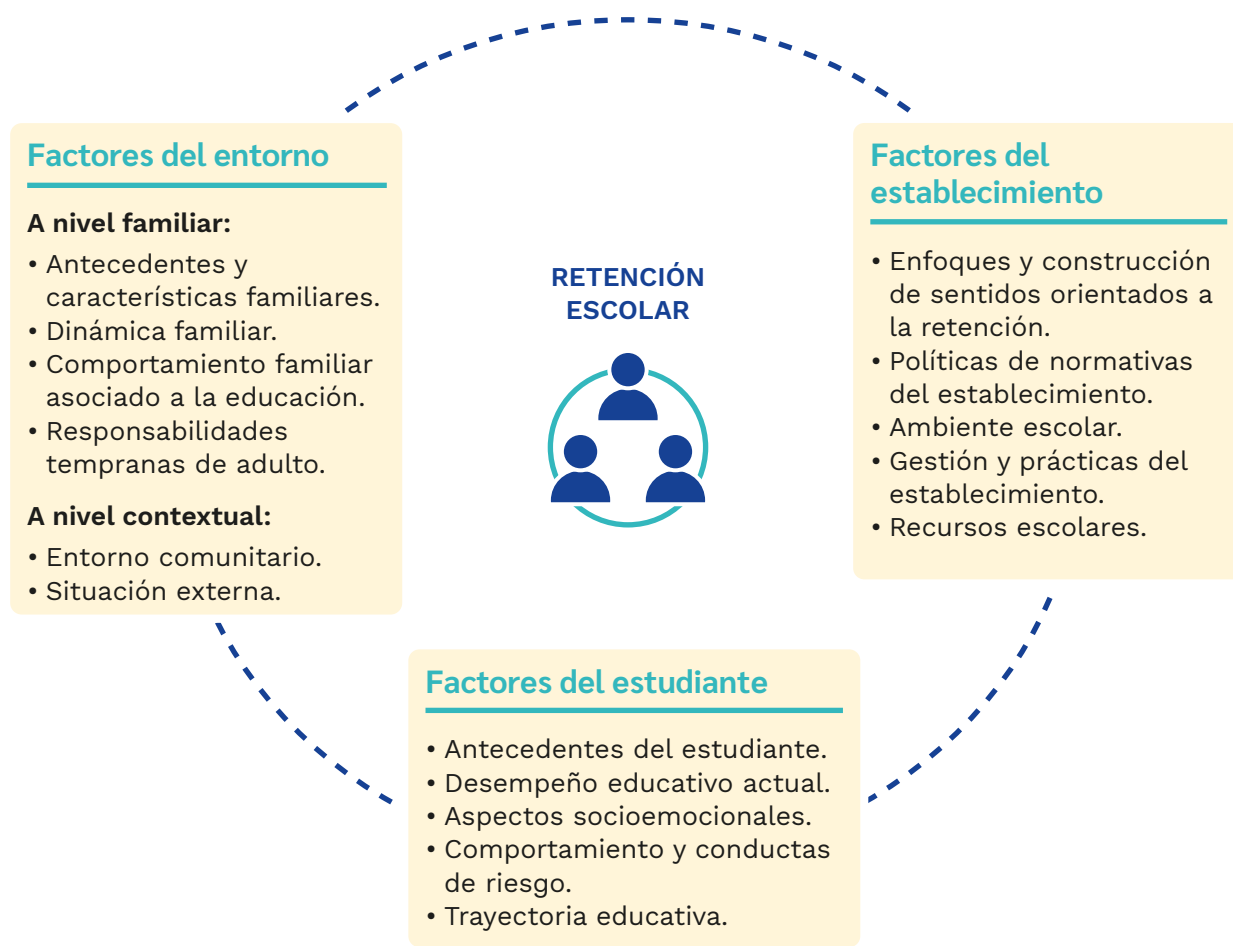 Factores del entorno
A nivel familiar:
• Antecedentes y
características familiares.
• Dinámica familiar.
• Comportamiento familiar
asociado a la educación.
• Responsabilidades
tempranas de adulto.
A nivel contextual:
• Entorno comunitario.
• Situación externa.
RETENCIÓN
ESCOLAR
Factores del
establecimiento
• Enfoques y construcción
de sentidos orientados a
la retención.
• Políticas de normativas
del establecimiento.
• Ambiente escolar.
• Gestión y prácticas del
establecimiento.
• Recursos escolares.
Factores del estudiante
• Antecedentes del estudiante.
• Desempeño educativo actual.
• Aspectos socioemocionales.
• Comportamiento y conductas
de riesgo.
• Trayectoria educativa.